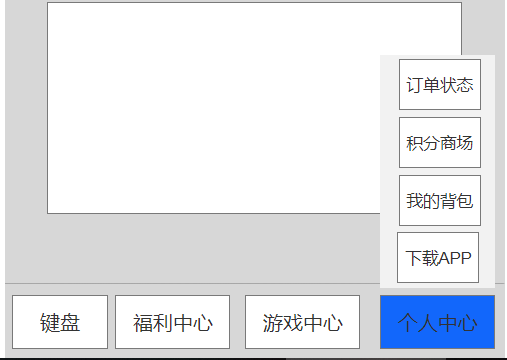 订单状态
积分商场
我的背包
下载APP
键盘
福利中心
游戏中心
个人中心